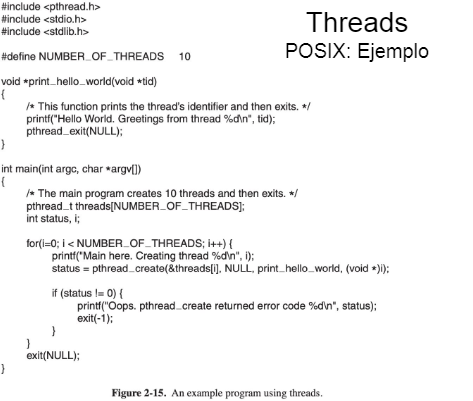 Threads
POSIX: Ejemplo
#include <pthread.h>
#include <stdio.h>
#include <stdlib.h>
#define NUMBER_OF_THREADS 10
void *print_hello_world(void *tid)
{
/* This function prints the thread's identifier and then exits. */
printf("Hello World. Greetings from thread %d\n", tid);
pthread_exit(NULL);
}
int main(int argc, char *argv[])
{
/* The main program creates 10 threads and then exits. */
pthread_t threads[NUMBER_OF_THREADS];
int status, i;
for(i=0; i < NUMBER_OF_THREADS; i++) {
printf("Main here. Creating thread %d\n", i);
status = pthread_create(&threads[i], NULL, print_hello_world, (void *)i);
if (status != 0) {
printf("Oops. pthread_create returned error code %d\n", status);
exit(-1);
}
}
exit(NULL);
}
Figure 2-15. An example program using threads.